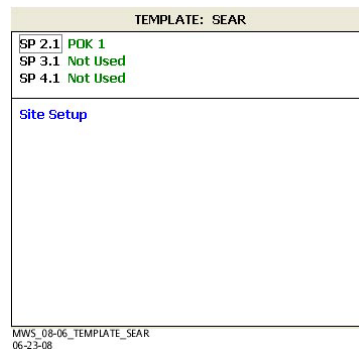 TEMPLATE: SEAR
SP 2.1 POK 1
SP 3.1 Not Used
SP 4.1 Not Used
Site Setup
MWS_08-06_TEMPLATE_SEAR
06-23-08